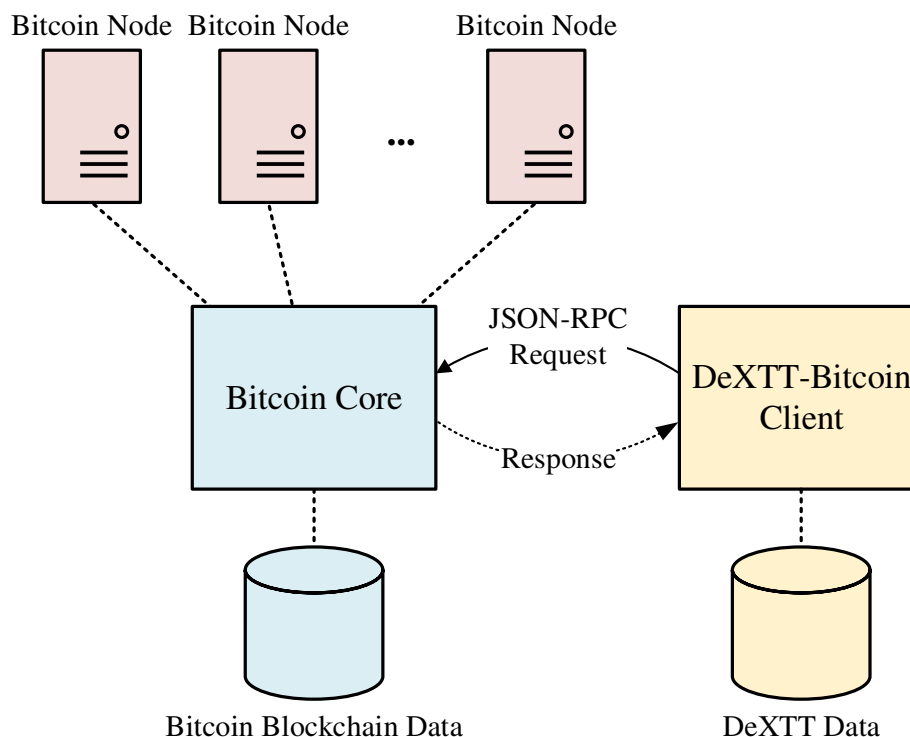 Bitcoin Node
Bitcoin Node
Bitcoin Node
...
JSON-RPC
Request
Bitcoin Core
DeXTT-Bitcoin
Client
Response
Bitcoin Blockchain Data
DeXTT Data